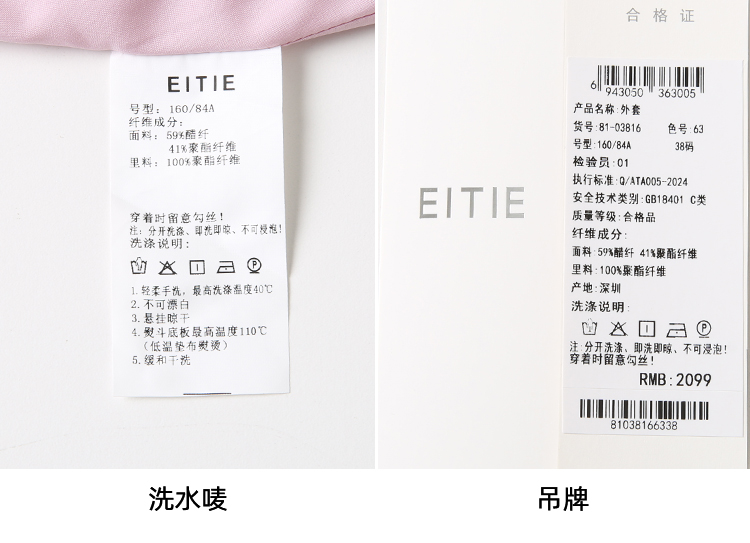 EITIE
号型: 160/84A
纤维成分:
面料: 59%醋纤
41%聚酯纤维
里料: 100%聚酯纤维
穿着时留意勾丝!
注: 分开洗涤、即洗即晾、不可浸泡!
洗涤说明:
1.轻柔手洗, 最高洗涤温度40℃
2.不可漂白
3.悬挂晾干
4.熨斗底板最高温度110℃
(低温垫布熨烫)
5.缓和干洗
洗水唛
EITIE
合格证
6 943050 363005
产品名称:外套
货号:81-03816 色号:63
号型:160/84A 38码
检验员:01
执行标准:Q/ATA005-2024
安全技术类别:GB18401 C类
质量等级:合格品
纤维成分:
面料:59%醋纤 41%聚酯纤维
里料:100%聚酯纤维
产地:深圳
洗涤说明:
注:分开洗涤、即洗即晾、不可浸泡!
穿着时留意勾丝!
RMB:2099
81038166338
吊牌